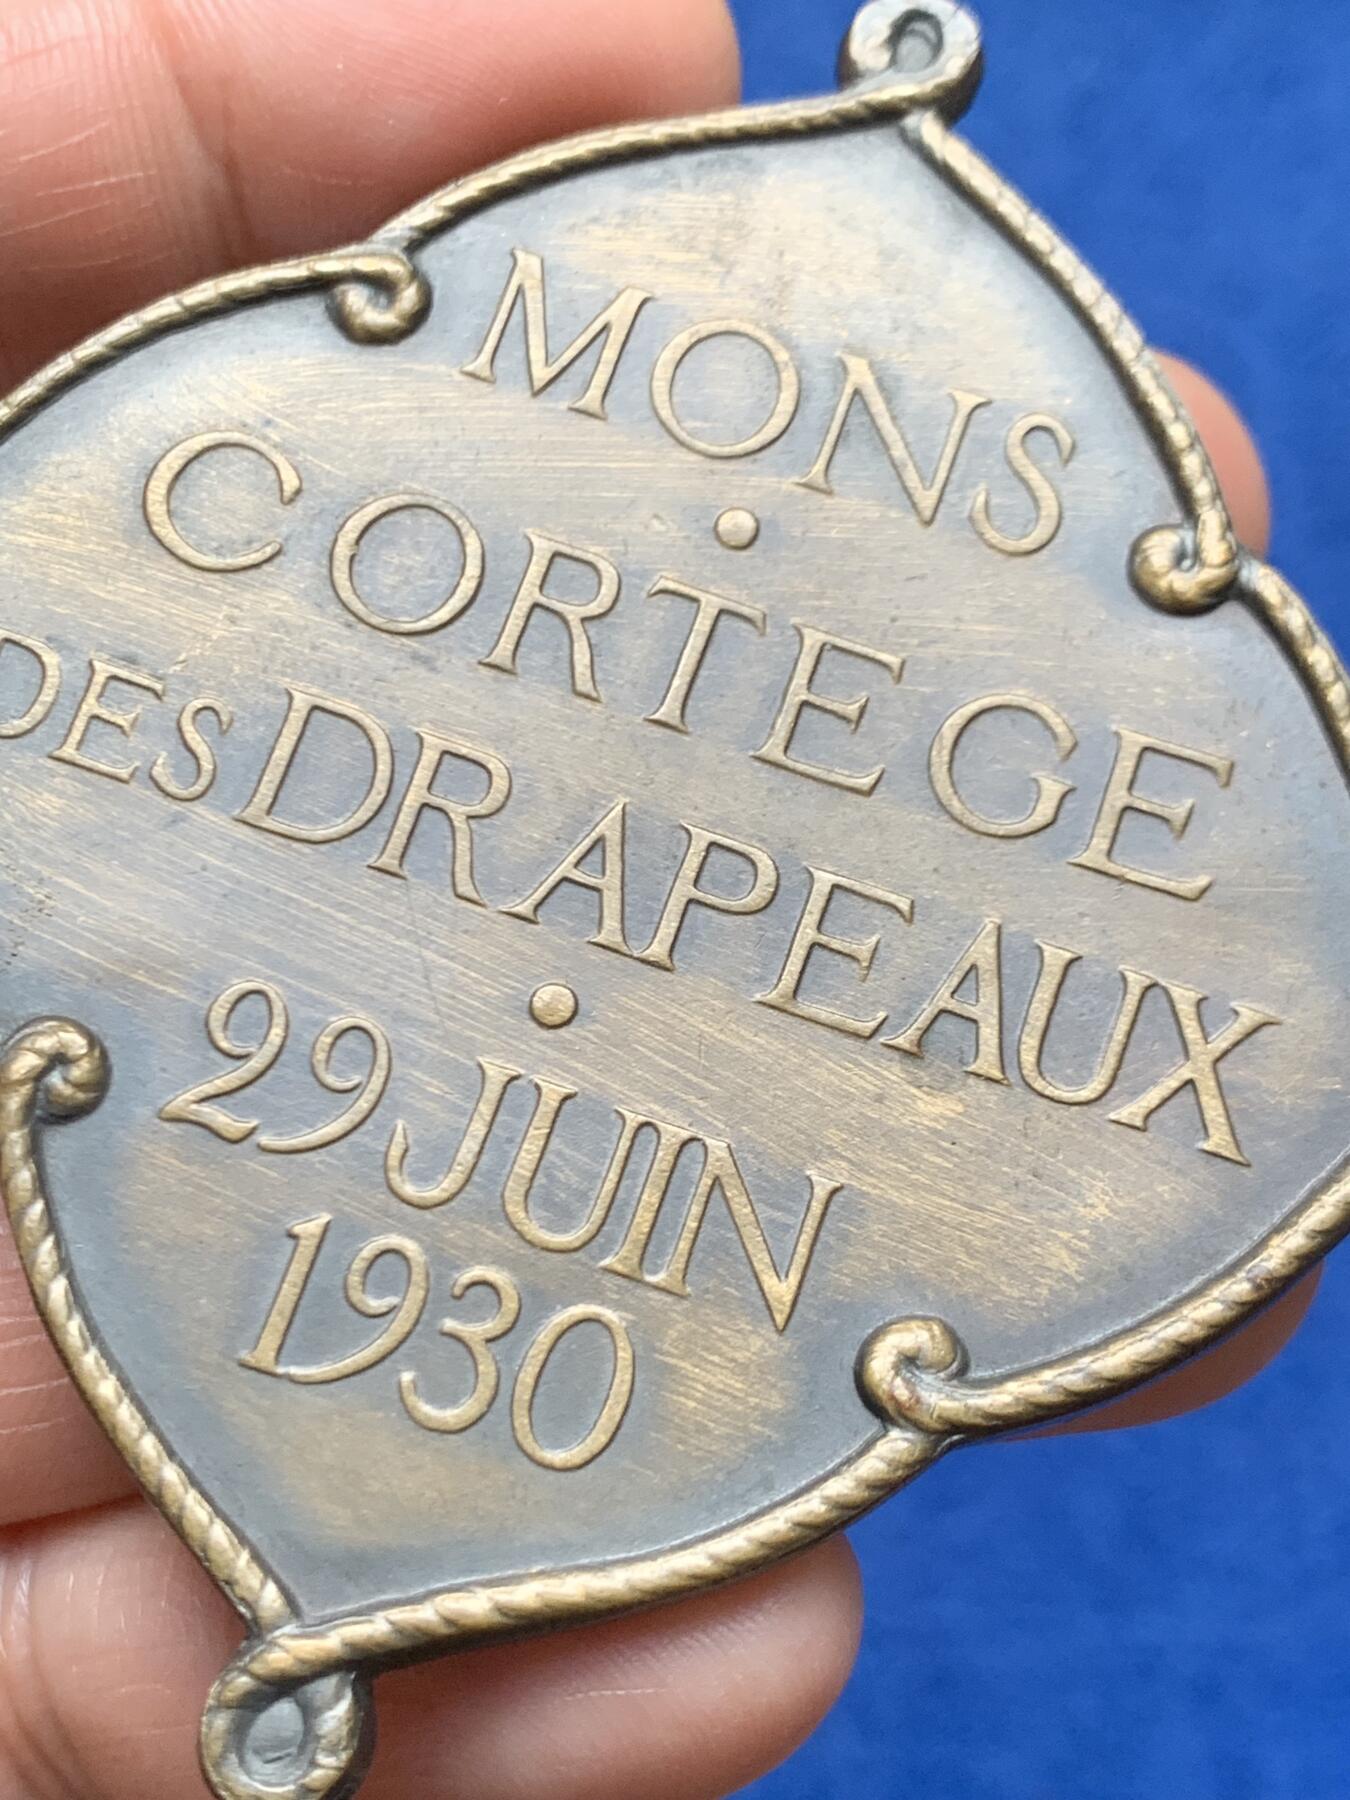 MONS
•
CORTEGE
DES DRAPEAUX
•
29 JUIN
1930